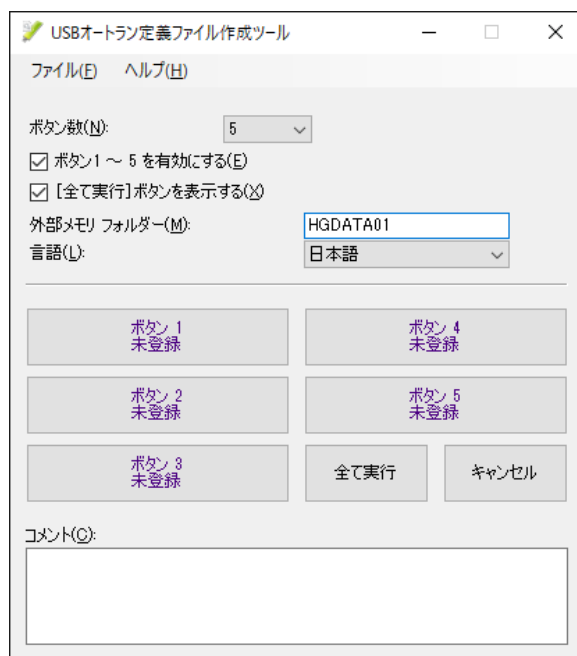 USBオートラン定義ファイル作成ツール
ファイル(F) ヘルプ(H)
ボタン数(N): 5
ボタン1 ～ 5 を有効にする(E)
[全て実行]ボタンを表示する(X)
外部メモリ フォルダー(M): HGDATA01
言語(L): 日本語
ボタン 1
未登録
ボタン 4
未登録
ボタン 2
未登録
ボタン 5
未登録
ボタン 3
未登録
全て実行
キャンセル
コメント(C):